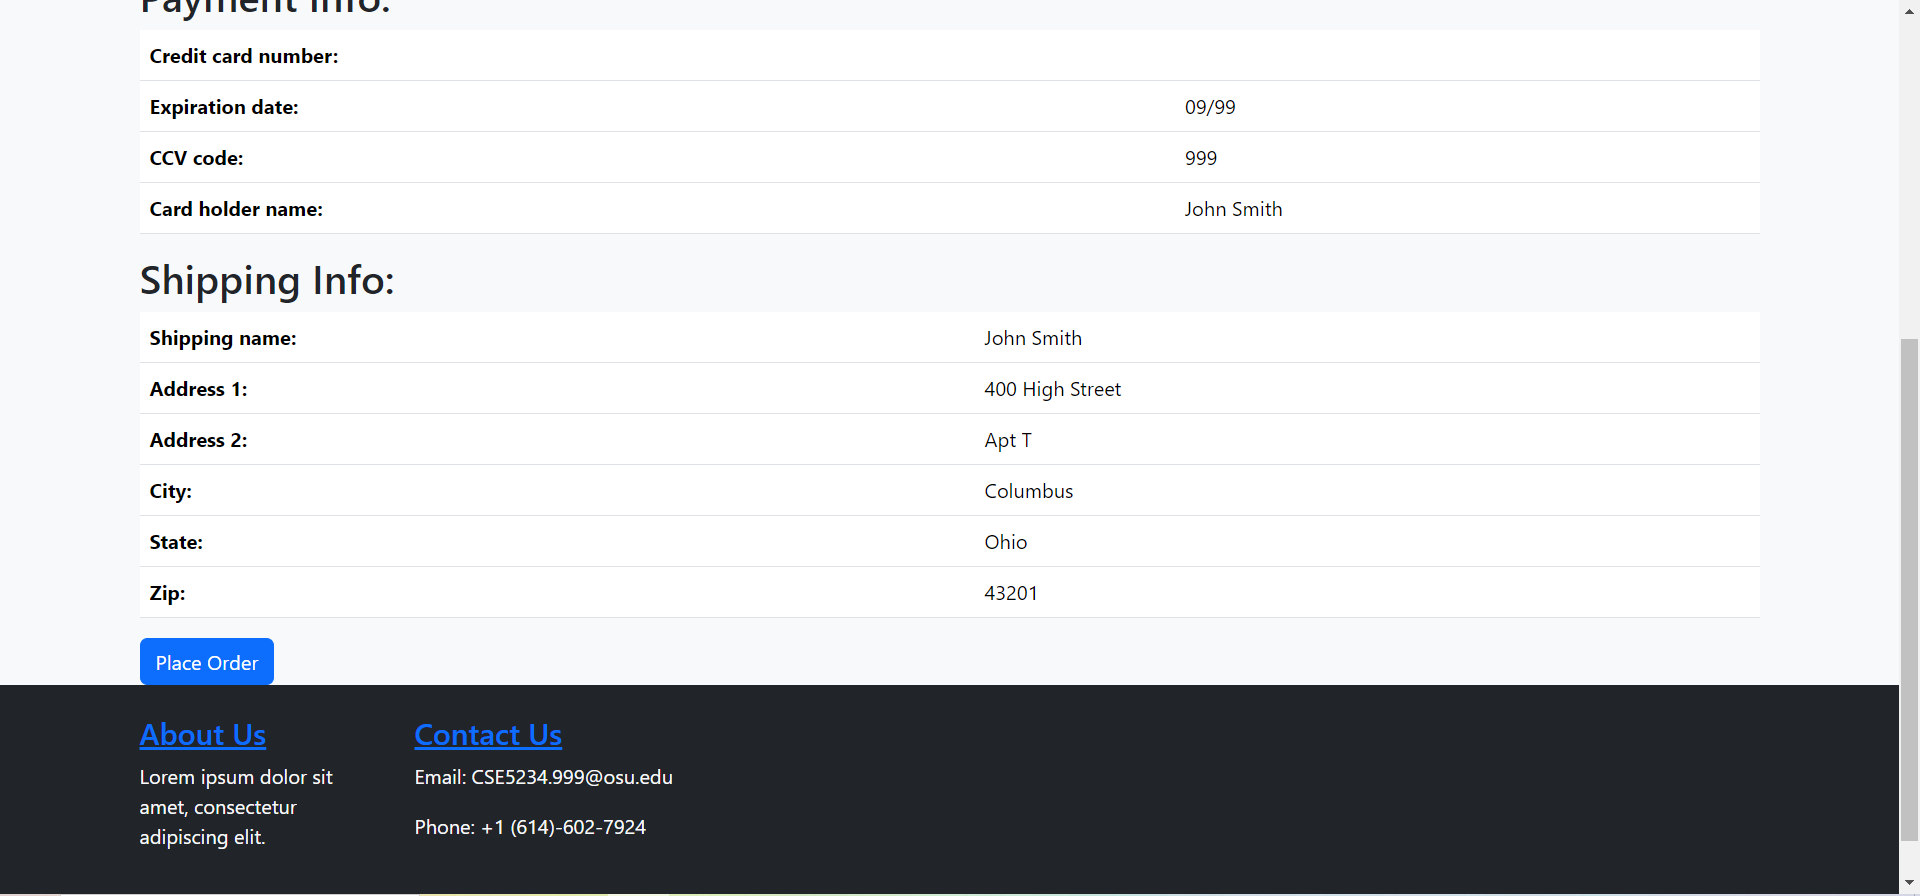 Payment Info:
Credit card number:
Expiration date: 09/99
CCV code: 999
Card holder name: John Smith
Shipping Info:
Shipping name: John Smith
Address 1: 400 High Street
Address 2: Apt T
City: Columbus
State: Ohio
Zip: 43201
Place Order
About Us
Lorem ipsum dolor sit
amet, consectetur
adipiscing elit.
Contact Us
Email: CSE5234.999@osu.edu
Phone: +1 (614)-602-7924